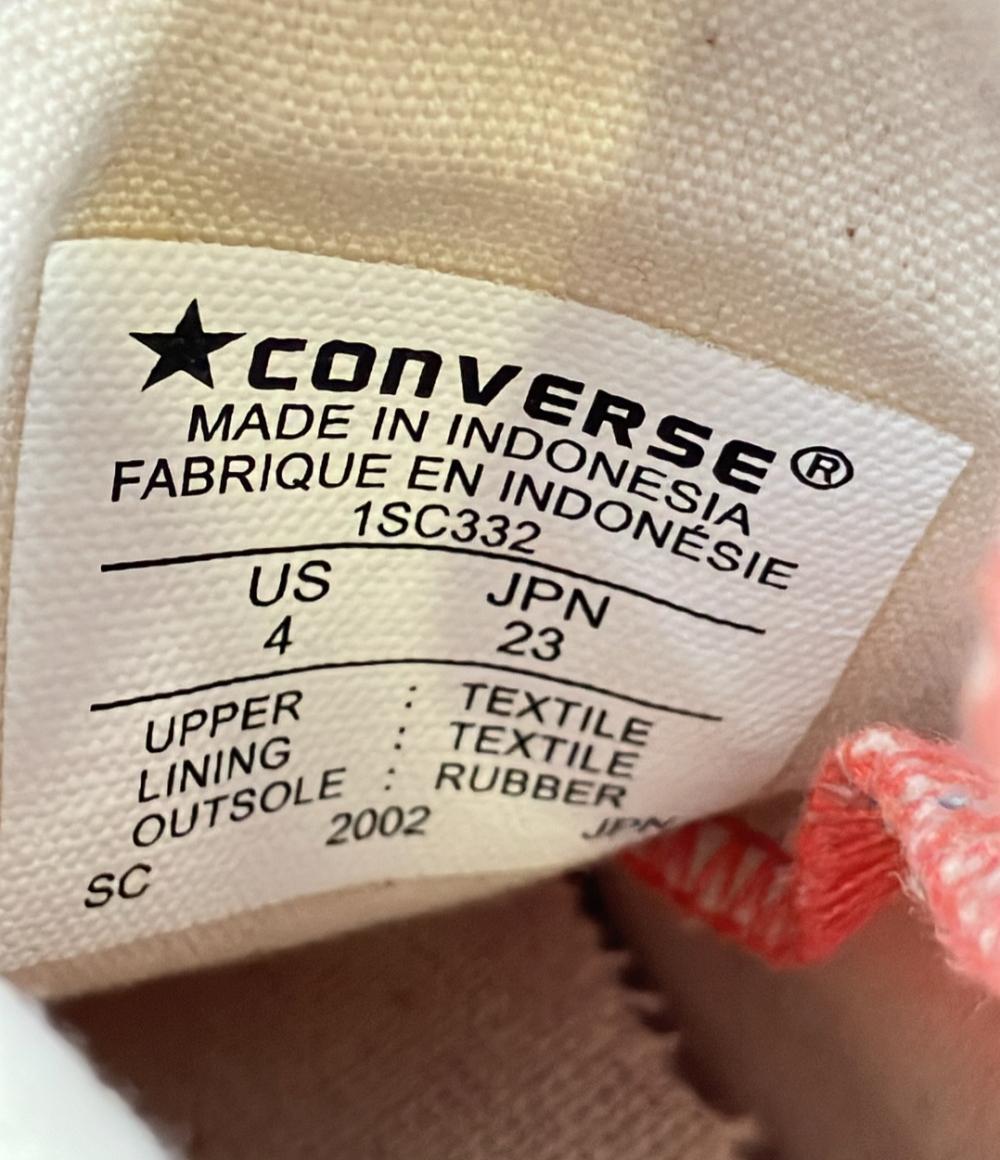 ★CONVERSE®
MADE IN INDONESIA
FABRIQUE EN INDONÉSIE
1SC332
US JPN
4 23
UPPER : TEXTILE
LINING : TEXTILE
OUTSOLE : RUBBER
SC 2002 JPN